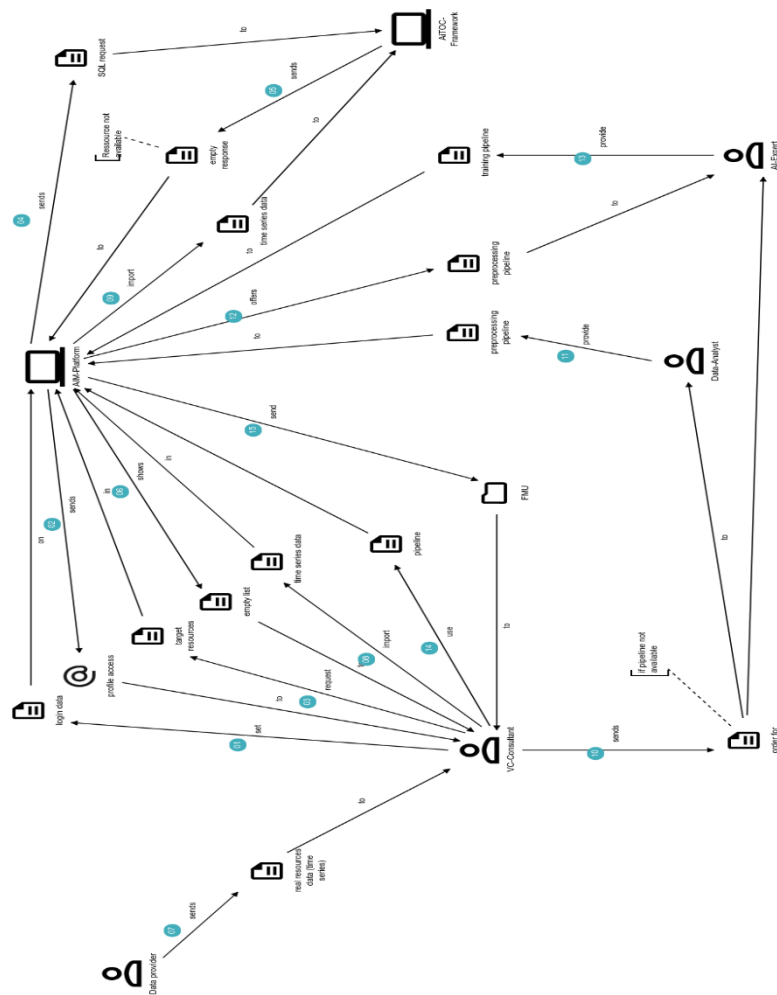 04
sends
SQL request
to
AITOC-Framework
05
sends
Ressource not
available
empty
response
to
09
import
time series data
to
on
AIM-Platform
02
sends
login data
profile access
to
01
set
in
06
shows
target
resources
empty list
03
request
in
time series data
08
import
pipeline
14
use
Data provider
07
sends
real resources
data (time
series)
to
VC-Consultant
10
sends
order for
if pipeline not
available
to
to
Data-Analyst
11
provide
preprocessing
pipeline
to
12
offers
preprocessing
pipeline
to
AI-Expert
13
provide
training pipeline
to
15
send
FMU
to